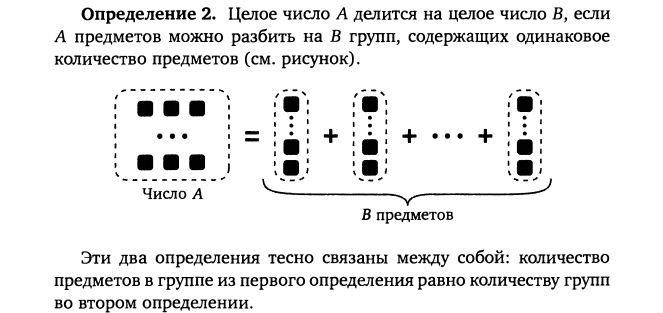 Определение 2. Целое число A делится на целое число B, если
A предметов можно разбить на B групп, содержащих одинаковое
количество предметов (см. рисунок).
= + + ... +
Число A
B предметов
Эти два определения тесно связаны между собой: количество
предметов в группе из первого определения равно количеству групп
во втором определении.